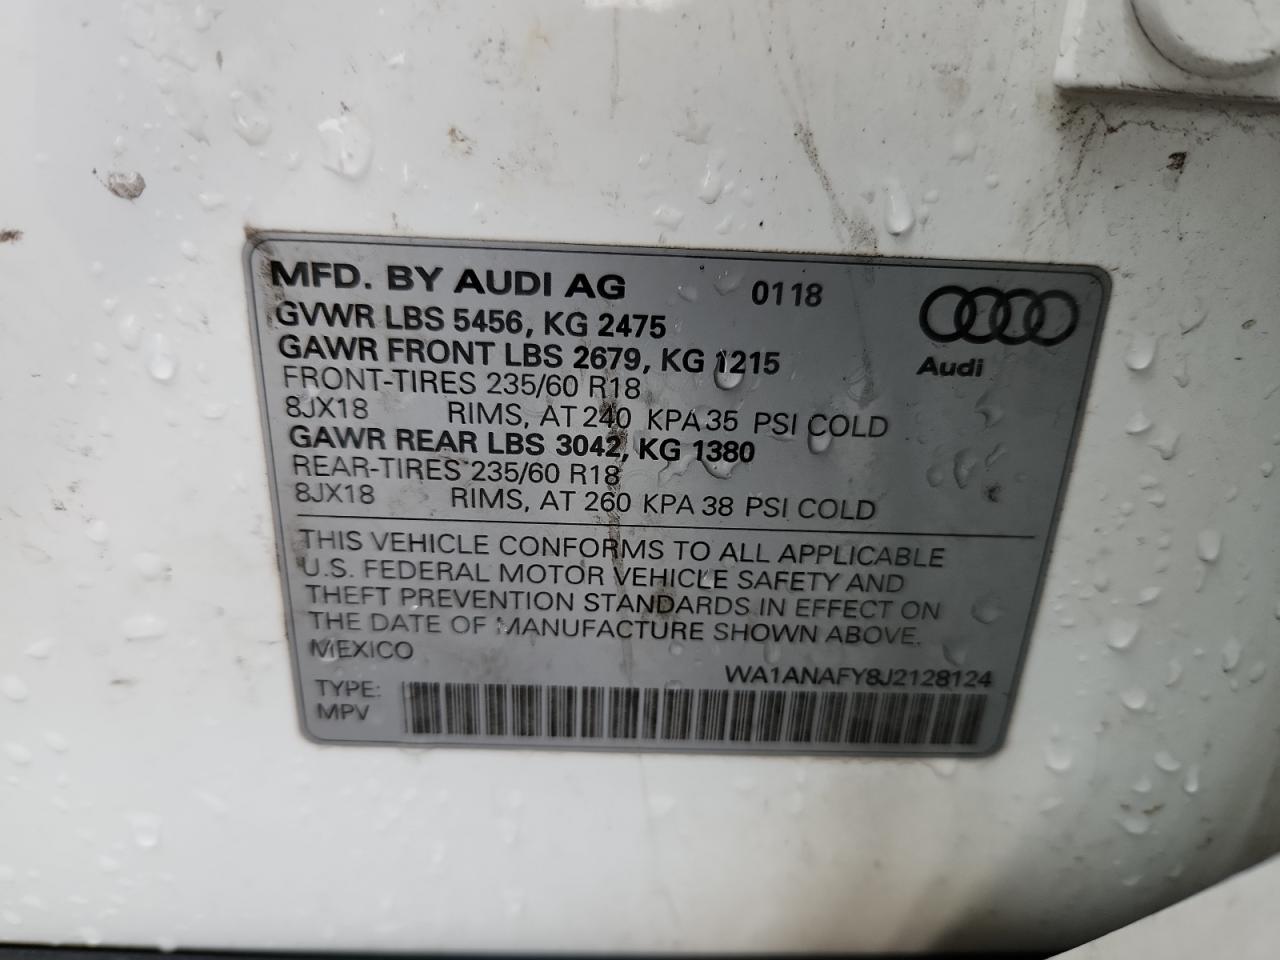 MFD. BY AUDI AG 0118
GVWR LBS 5456, KG 2475
GAWR FRONT LBS 2679, KG 1215
Audi
FRONT-TIRES 235/60 R18
8JX18 RIMS, AT 240 KPA 35 PSI COLD
GAWR REAR LBS 3042, KG 1380
REAR-TIRES 235/60 R18
8JX18 RIMS, AT 260 KPA 38 PSI COLD
THIS VEHICLE CONFORMS TO ALL APPLICABLE
U.S. FEDERAL MOTOR VEHICLE SAFETY AND
THEFT PREVENTION STANDARDS IN EFFECT ON
THE DATE OF MANUFACTURE SHOWN ABOVE.
MEXICO
WA1ANAFY8J2128124
TYPE:
MPV